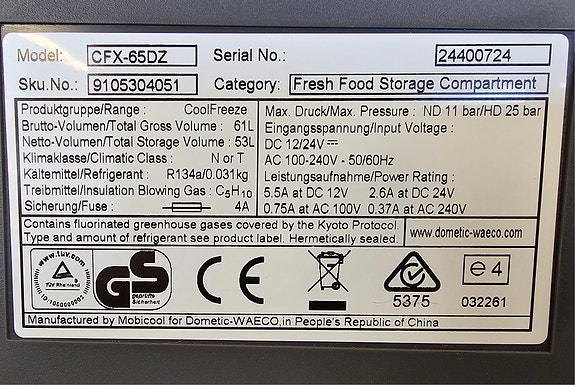 Model: CFX-65DZ Serial No.: 24400724
Sku.No.: 9105304051 Category: Fresh Food Storage Compartment
Produktgruppe/Range : CoolFreeze
Brutto-Volumen/Total Gross Volume : 61L
Netto-Volumen/Total Storage Volume : 53L
Klimaklasse/Climatic Class : N or T
Kältemittel/Refrigerant : R134a/0.031kg
Treibmittel/Insulation Blowing Gas : C5H10
Sicherung/Fuse : 4A
Max. Druck/Max. Pressure : ND 11 bar/HD 25 bar
Eingangsspannung/Input Voltage :
DC 12/24V ⎓
AC 100-240V - 50/60Hz
Leistungsaufnahme/Power Rating :
5.5A at DC 12V 2.6A at DC 24V
0.75A at AC 100V 0.37A at AC 240V
Contains fluorinated greenhouse gases covered by the Kyoto Protocol.
Type and amount of refrigerant see product label. Hermetically sealed.
www.dometic-waeco.com
www.tuv.com
TÜV Rheinland
GS
geprüfte
Sicherheit
CE
5375
e 4
032261
Manufactured by Mobicool for Dometic-WAECO,in People's Republic of China